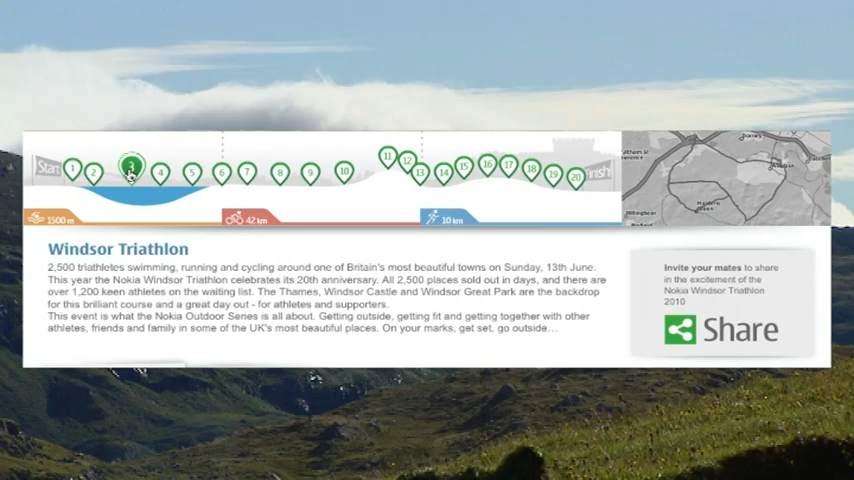 Start 1 2 3 4 5 6 7 8 9 10 11 12 13 14 15 16 17 18 19 20 Finish
1500 m 42 km 10 km
Windsor Triathlon
2,500 triathletes swimming, running and cycling around one of Britain's most beautiful towns on Sunday, 13th June.
This year the Nokia Windsor Triathlon celebrates its 20th anniversary. All 2,500 places sold out in days, and there are
over 1,200 keen athletes on the waiting list. The Thames, Windsor Castle and Windsor Great Park are the backdrop
for this brilliant course and a great day out - for athletes and supporters.
This event is what the Nokia Outdoor Series is all about. Getting outside, getting fit and getting together with other
athletes, friends and family in some of the UK's most beautiful places. On your marks, get set, go outside...
Invite your mates to share
in the excitement of the
Nokia Windsor Triathlon
2010
Share